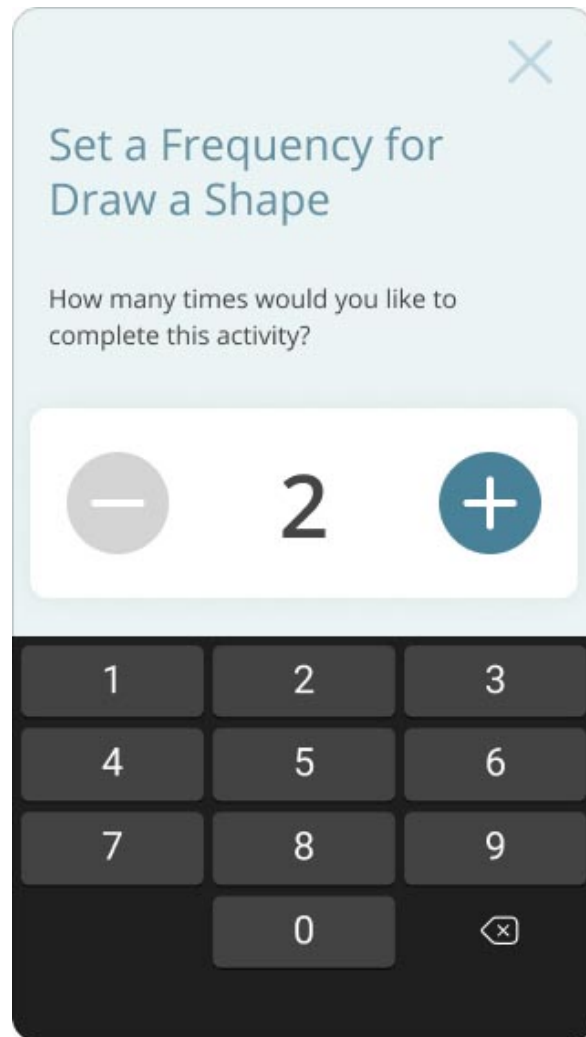 Set a Frequency for
Draw a Shape
How many times would you like to
complete this activity?
2
1 2 3
4 5 6
7 8 9
0